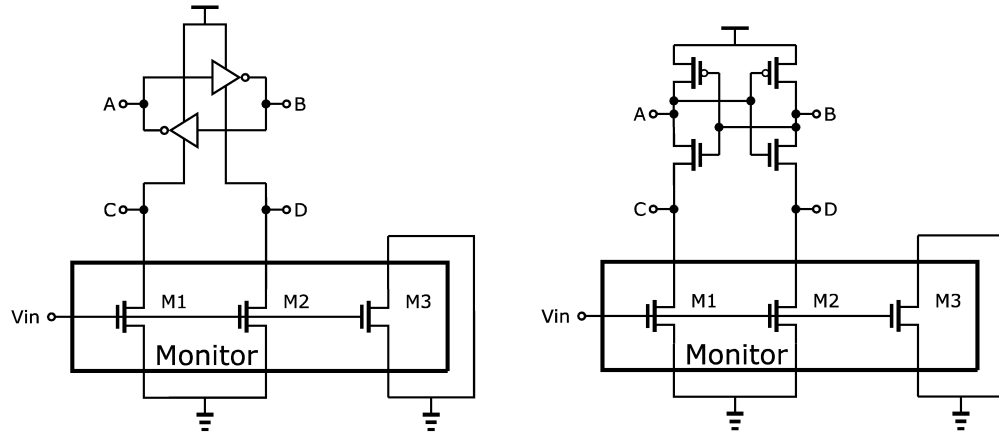 A B A B
C D C D
M1 M2 M3 M1 M2 M3
Vin Vin
Monitor Monitor